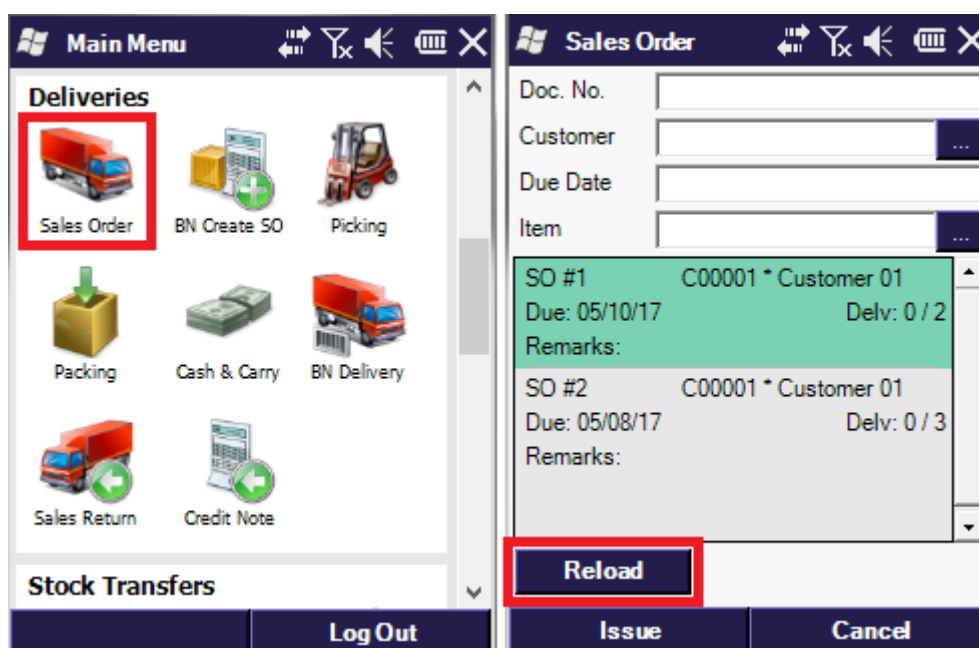 Main Menu
Deliveries
Sales Order
BN Create SO
Picking
Packing
Cash & Carry
BN Delivery
Sales Return
Credit Note
Stock Transfers
Log Out
Sales Order
Doc. No.
Customer
...
Due Date
Item
...
SO #1 C00001 * Customer 01
Due: 05/10/17 Delv: 0 / 2
Remarks:
SO #2 C00001 * Customer 01
Due: 05/08/17 Delv: 0 / 3
Remarks:
Reload
Issue Cancel